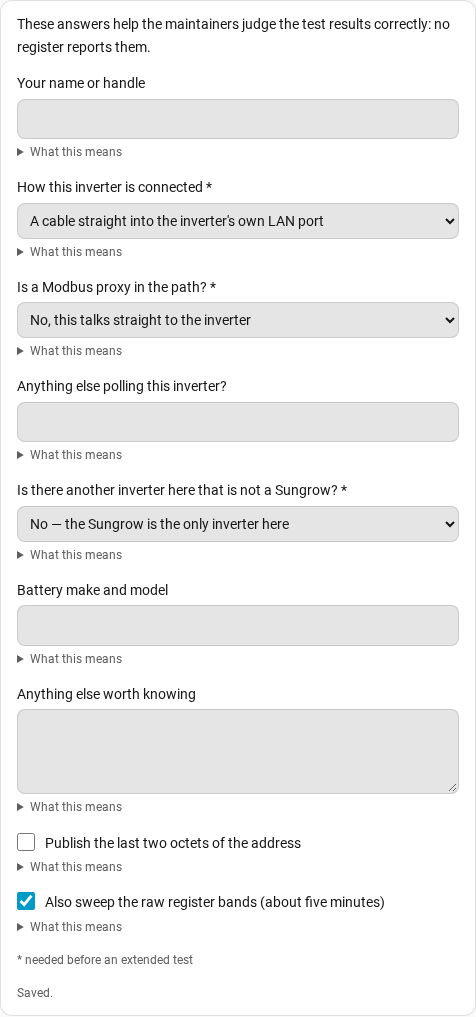 These answers help the maintainers judge the test results correctly: no
register reports them.
Your name or handle
What this means
How this inverter is connected *
A cable straight into the inverter's own LAN port
What this means
Is a Modbus proxy in the path? *
No, this talks straight to the inverter
What this means
Anything else polling this inverter?
What this means
Is there another inverter here that is not a Sungrow? *
No — the Sungrow is the only inverter here
What this means
Battery make and model
What this means
Anything else worth knowing
What this means
Publish the last two octets of the address
What this means
Also sweep the raw register bands (about five minutes)
What this means
* needed before an extended test
Saved.